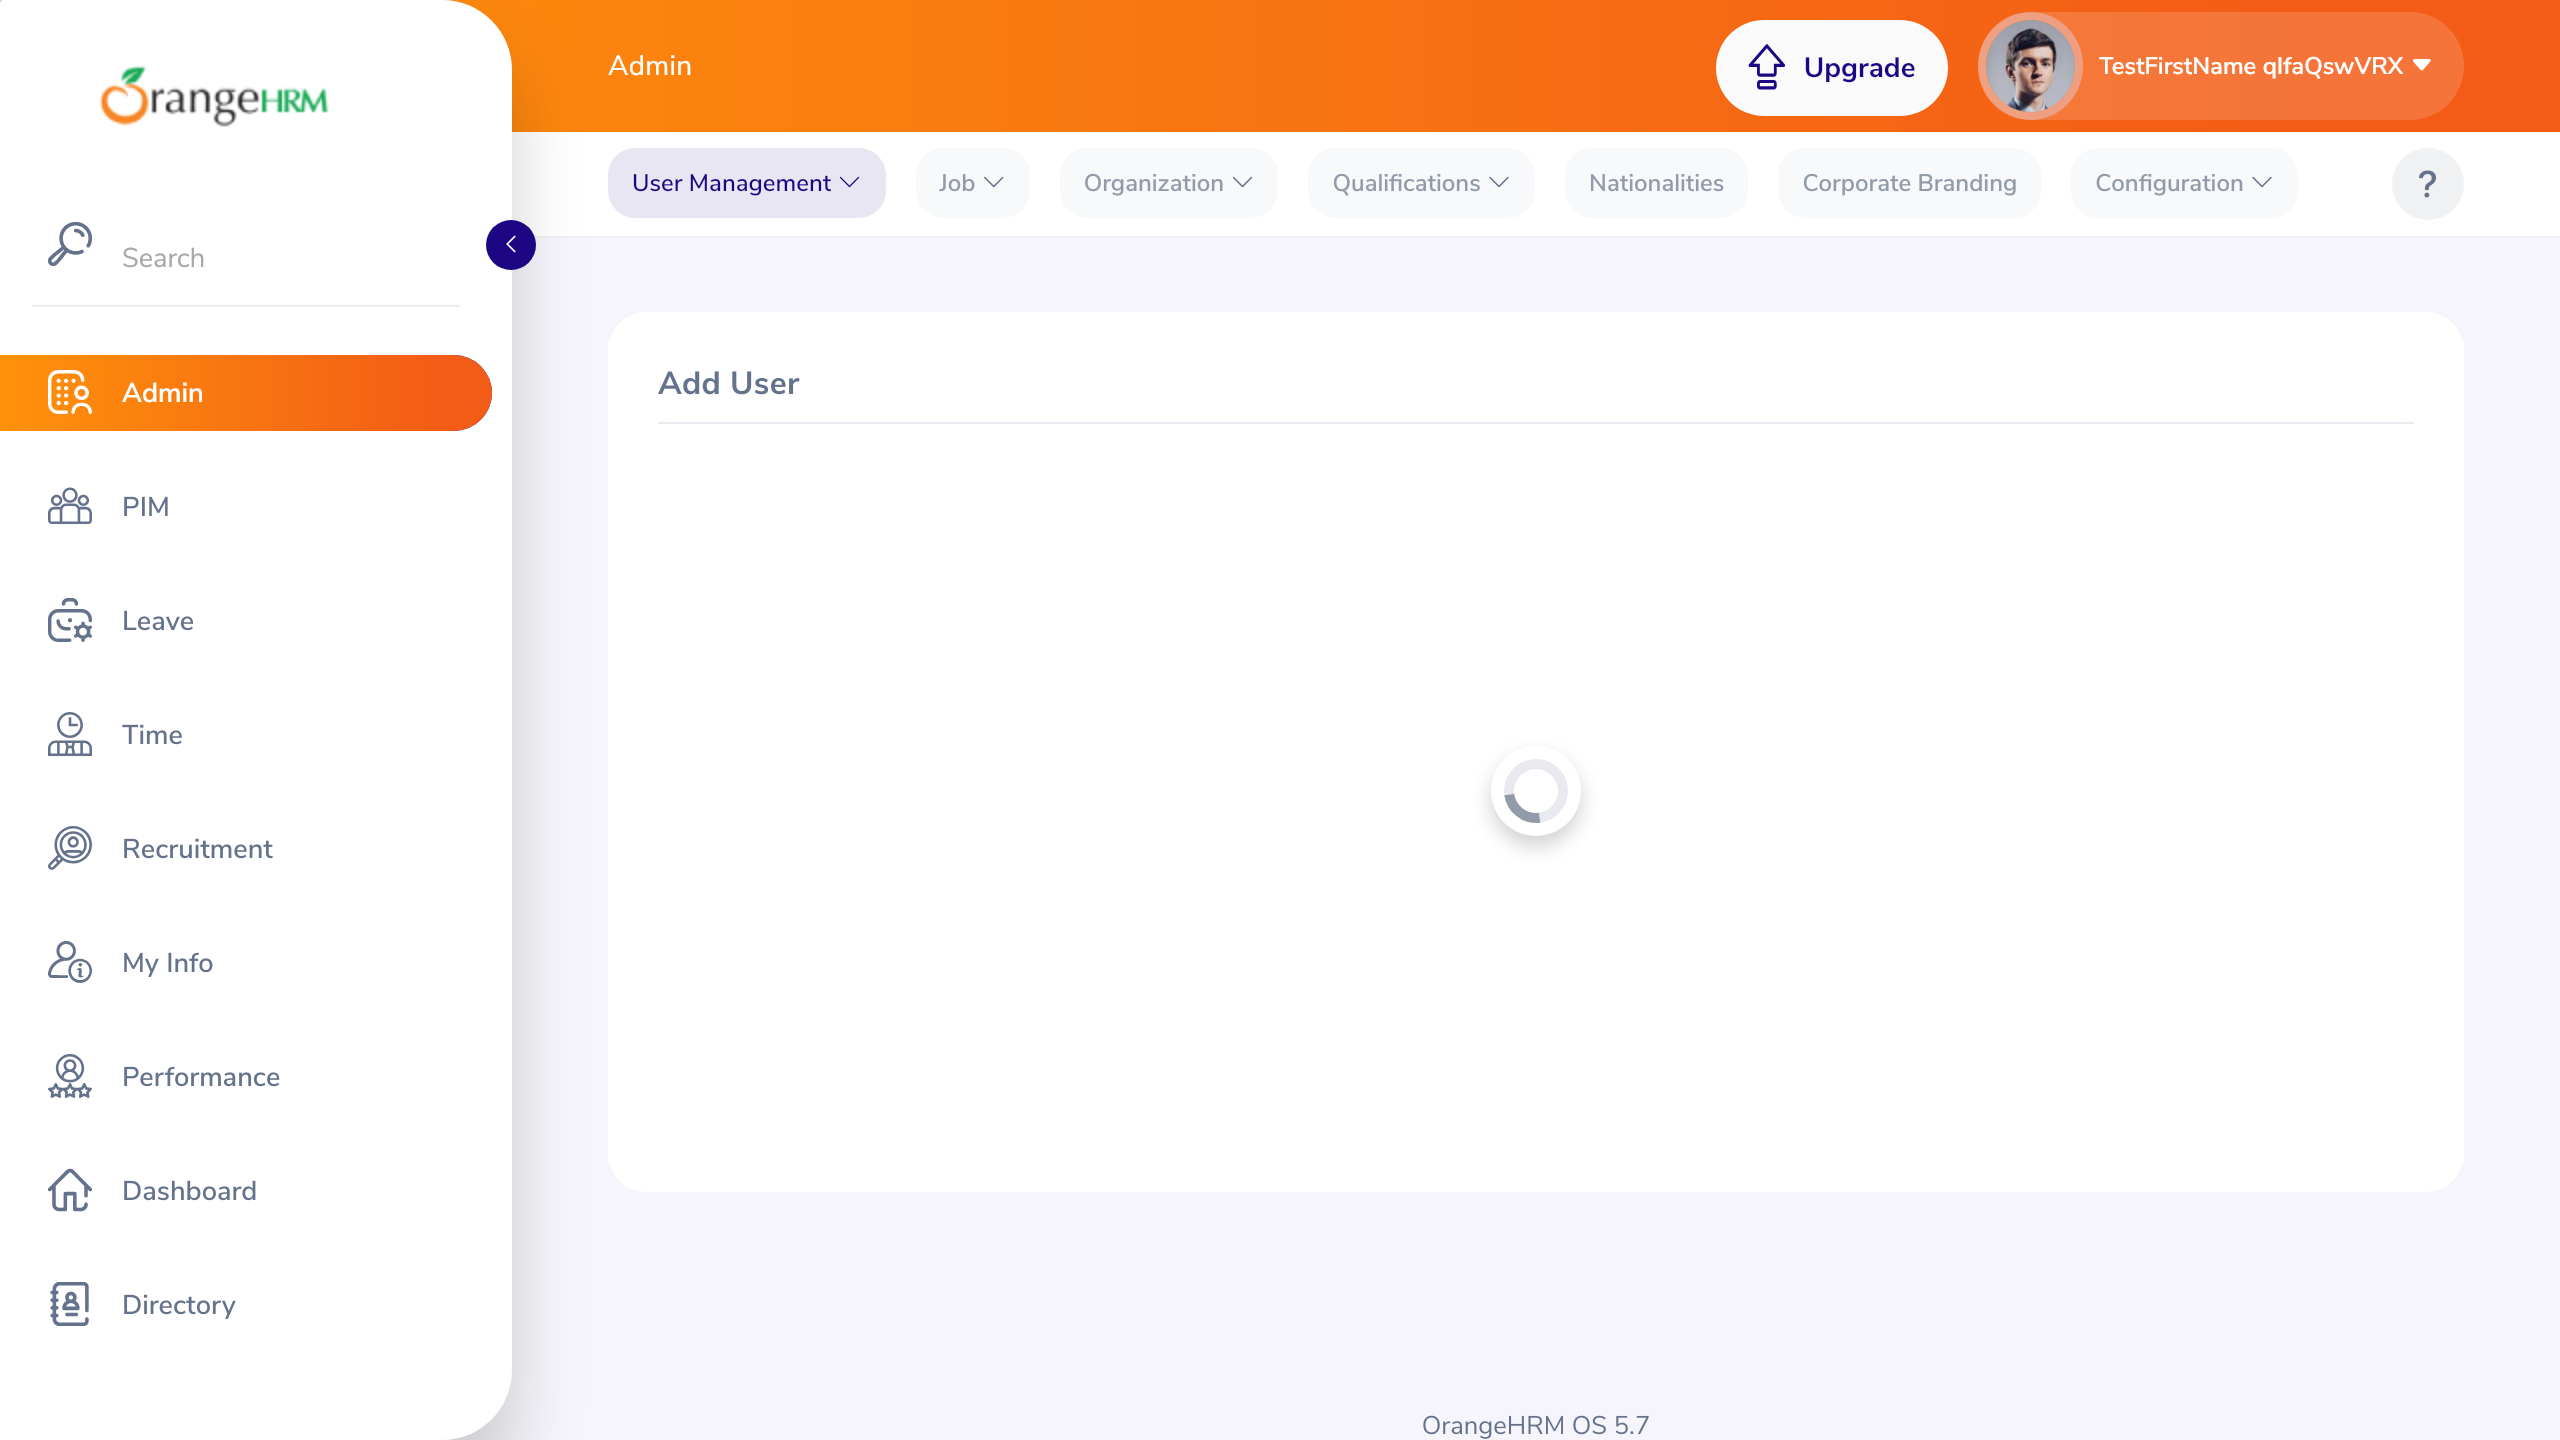 OrangeHRM
Admin
Upgrade
TestFirstName qIfaQswVRX
User Management
Job
Organization
Qualifications
Nationalities
Corporate Branding
Configuration
?
Search
Admin
PIM
Leave
Time
Recruitment
My Info
Performance
Dashboard
Directory
Add User
OrangeHRM OS 5.7